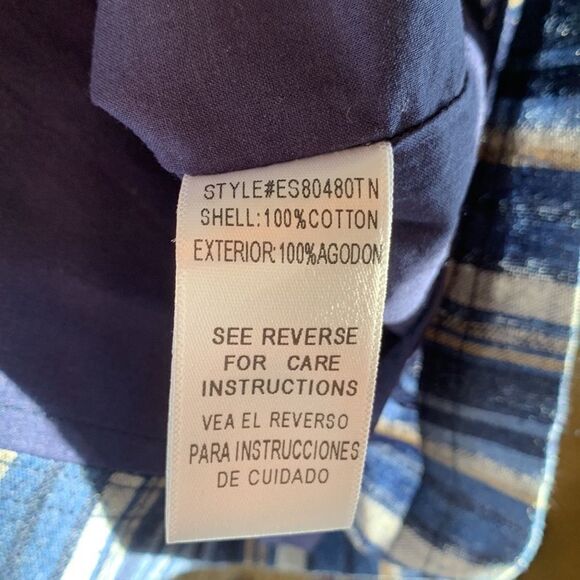 STYLE#ES80480TN
SHELL:100%COTTON
EXTERIOR:100%AGODON
SEE REVERSE
FOR CARE
INSTRUCTIONS
VEA EL REVERSO
PARA INSTRUCCIONES
DE CUIDADO